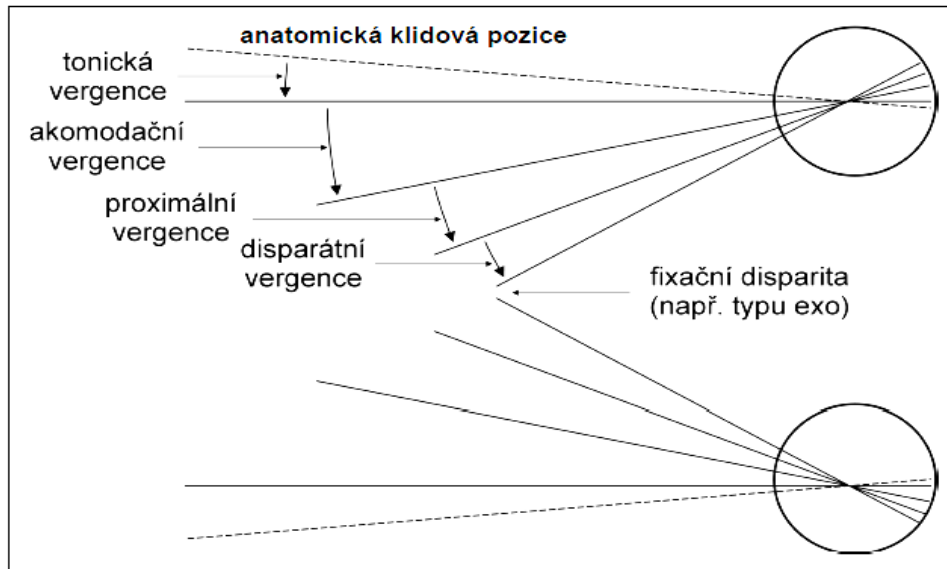 anatomická klidová pozice
tonická
vergence
akomodační
vergence
proximální
vergence
disparátní
vergence
fixační disparita
(např. typu exo)